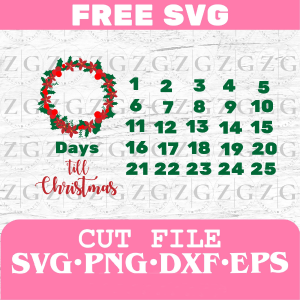 FREE SVG
1 2 3 4 5
6 7 8 9 10
11 12 13 14 15
16 17 18 19 20
21 22 23 24 25
Days
till
Christmas
CUT FILE
SVG•PNG•DXF•EPS